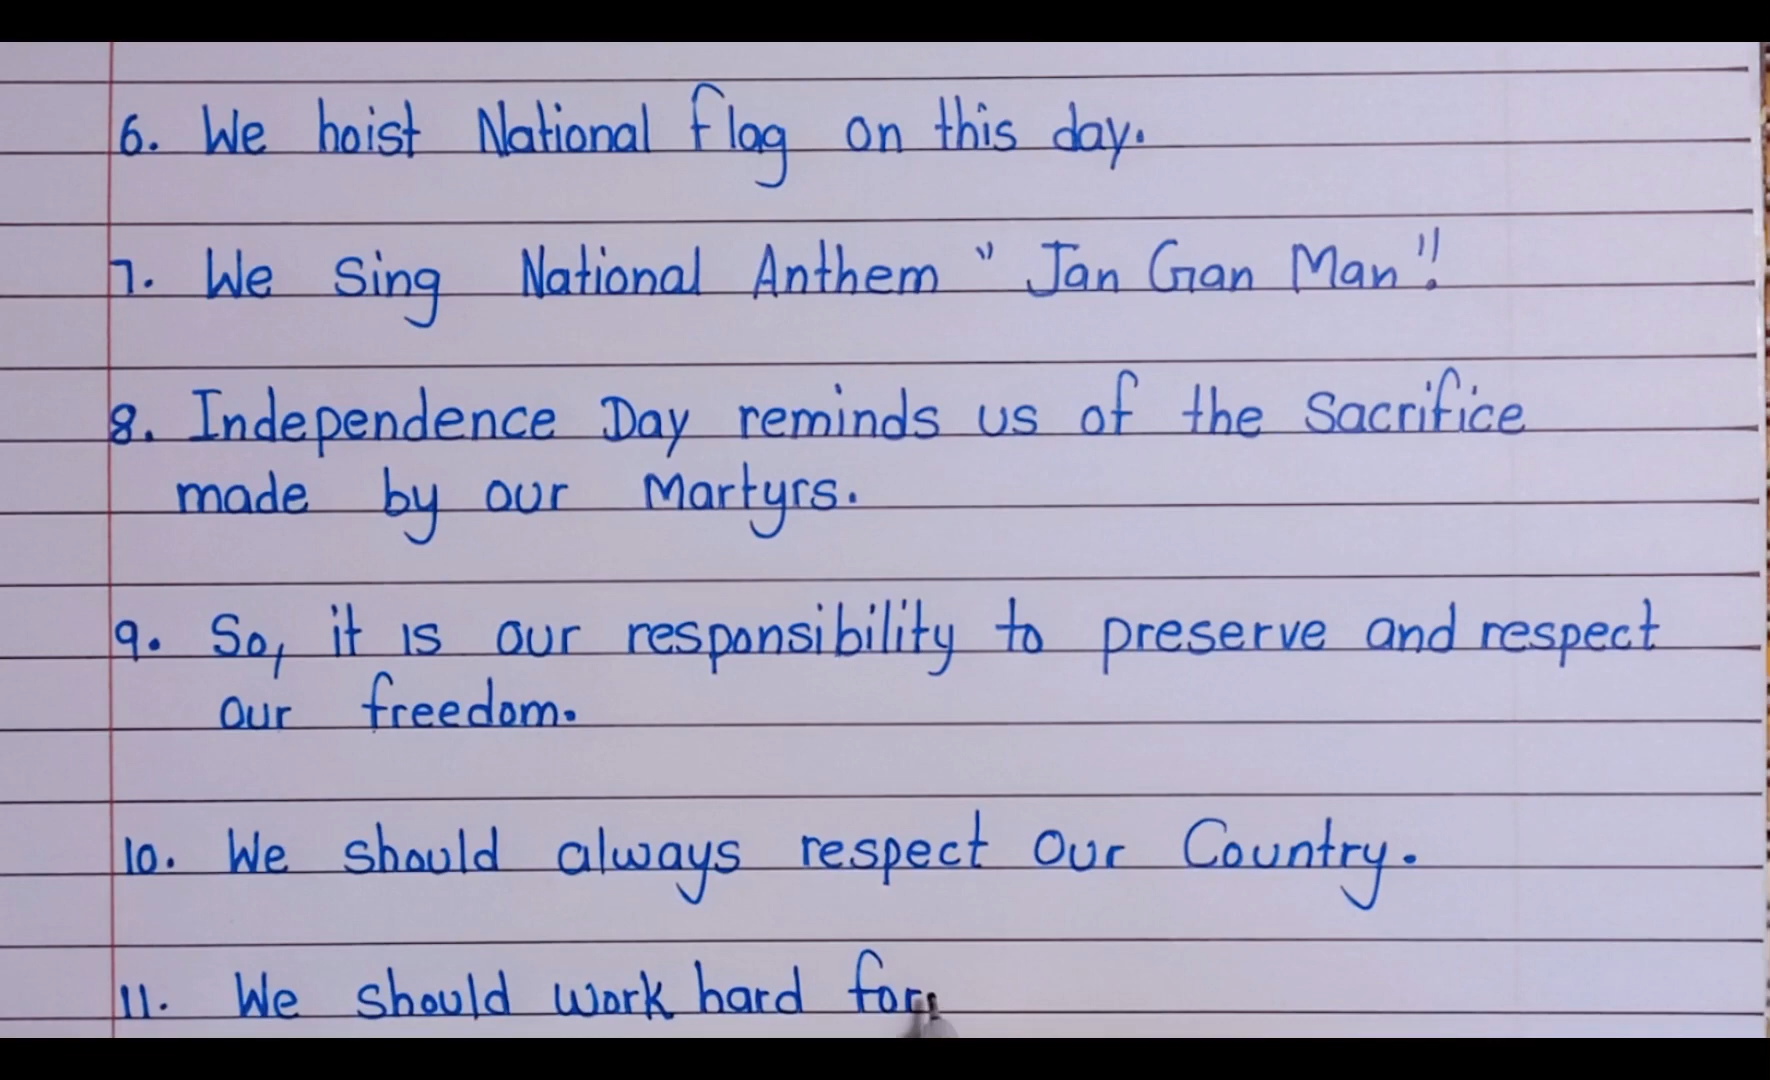 6. We hoist National Flag on this day.
7. We Sing National Anthem " Jan Gan Man".
8. Independence Day reminds us of the Sacrifice
made by our Martyrs.
9. So, it is our responsibility to preserve and respect
our freedom.
10. We should always respect Our Country.
11. We should work hard for